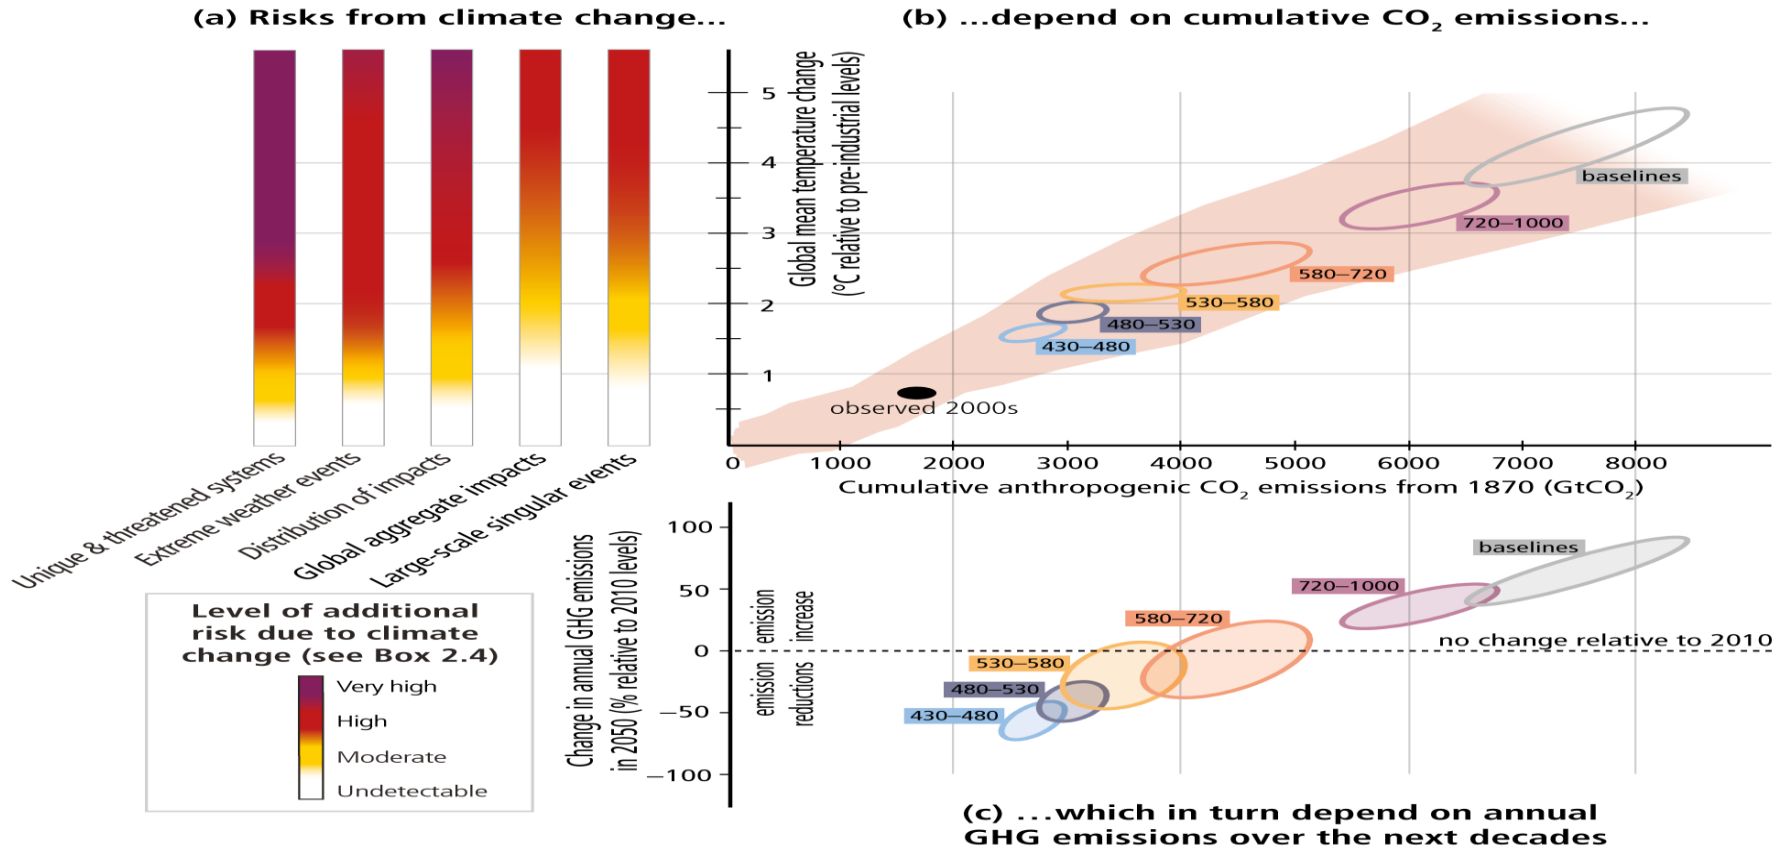 (a) Risks from climate change...
(b) ...depend on cumulative CO₂ emissions...
Global mean temperature change
(°C relative to pre-industrial levels)
5
4
3
2
1
baselines
720–1000
580–720
530–580
480–530
430–480
observed 2000s
0
1000
2000
3000
4000
5000
6000
7000
8000
Cumulative anthropogenic CO₂ emissions from 1870 (GtCO₂)
Unique & threatened systems
Extreme weather events
Distribution of impacts
Global aggregate impacts
Large-scale singular events
Level of additional
risk due to climate
change (see Box 2.4)
Very high
High
Moderate
Undetectable
Change in annual GHG emissions
in 2050 (% relative to 2010 levels)
100
50
0
−50
−100
emission
increase
emission
reductions
baselines
720–1000
580–720
no change relative to 2010
530–580
480–530
430–480
(c) ...which in turn depend on annual
GHG emissions over the next decades